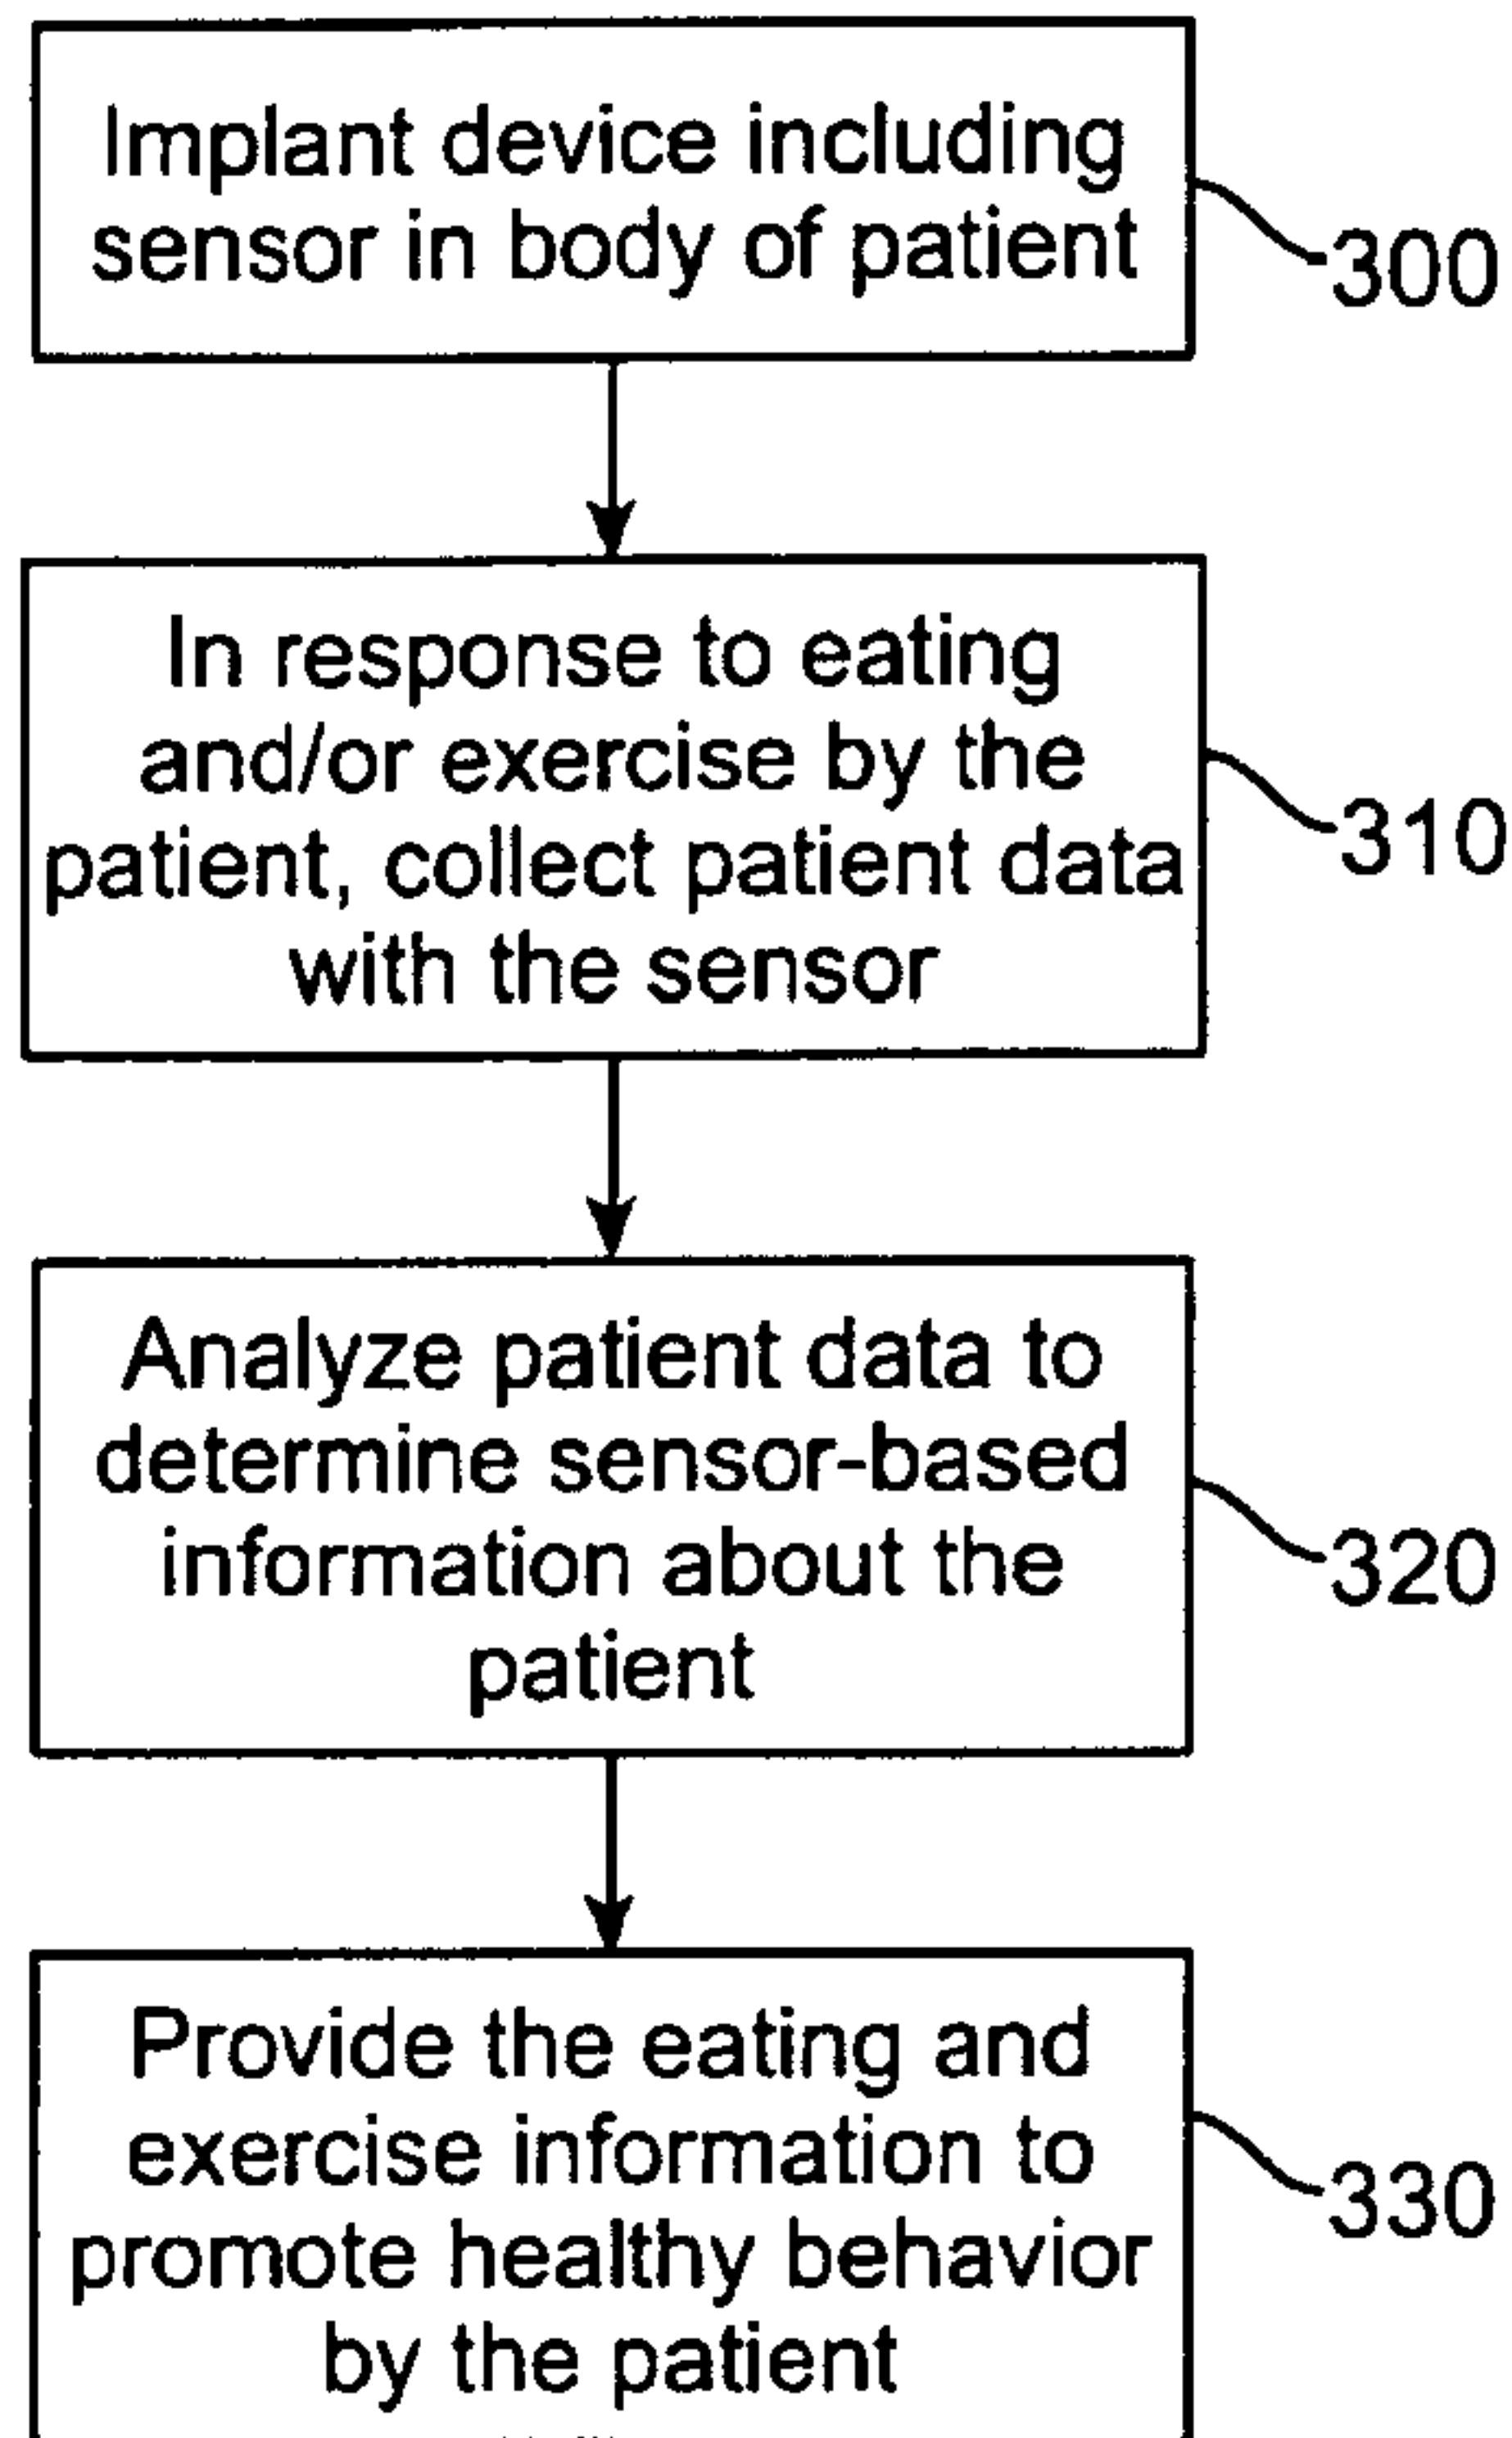 Implant device including
sensor in body of patient
300
In response to eating
and/or exercise by the
patient, collect patient data
with the sensor
310
Analyze patient data to
determine sensor-based
information about the
patient
320
Provide the eating and
exercise information to
promote healthy behavior
by the patient
330